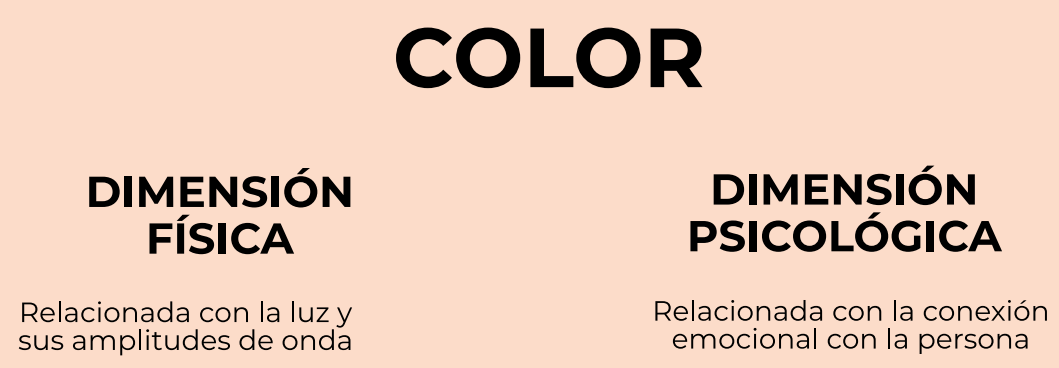 COLOR
DIMENSIÓN
FÍSICA
Relacionada con la luz y
sus amplitudes de onda
DIMENSIÓN
PSICOLÓGICA
Relacionada con la conexión
emocional con la persona